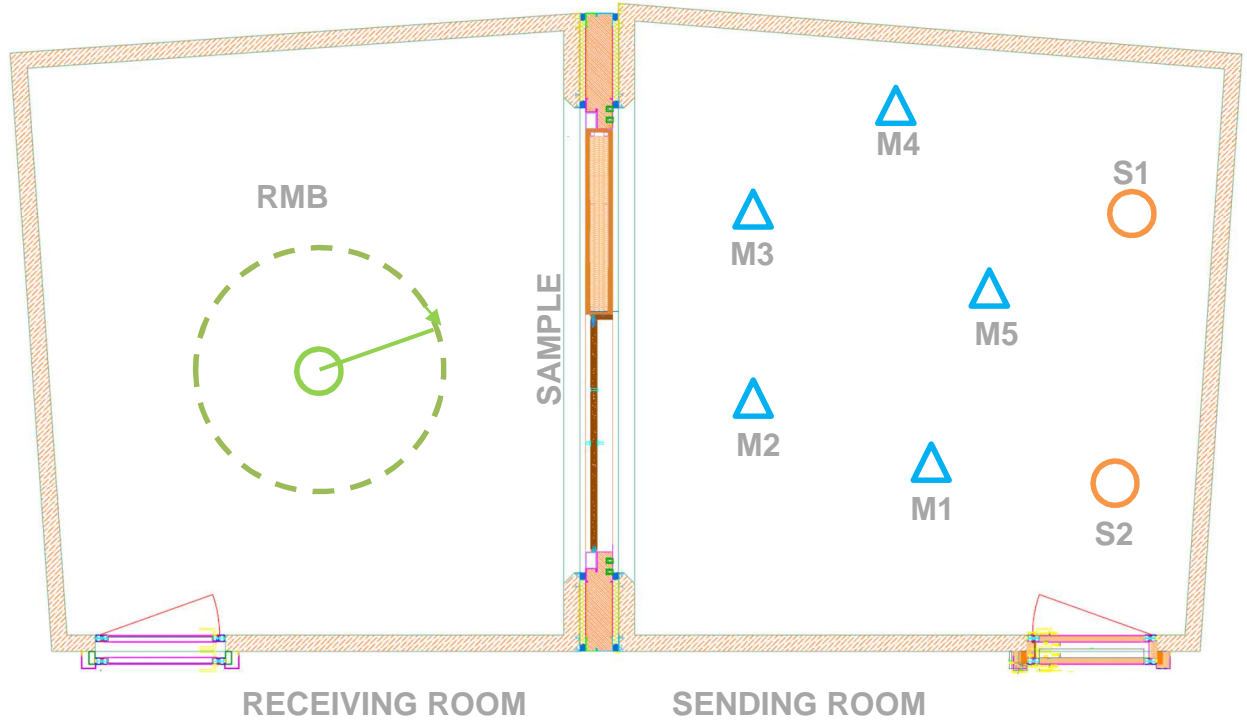 M4
S1
RMB
M3
SAMPLE
M5
M2
M1
S2
RECEIVING ROOM
SENDING ROOM